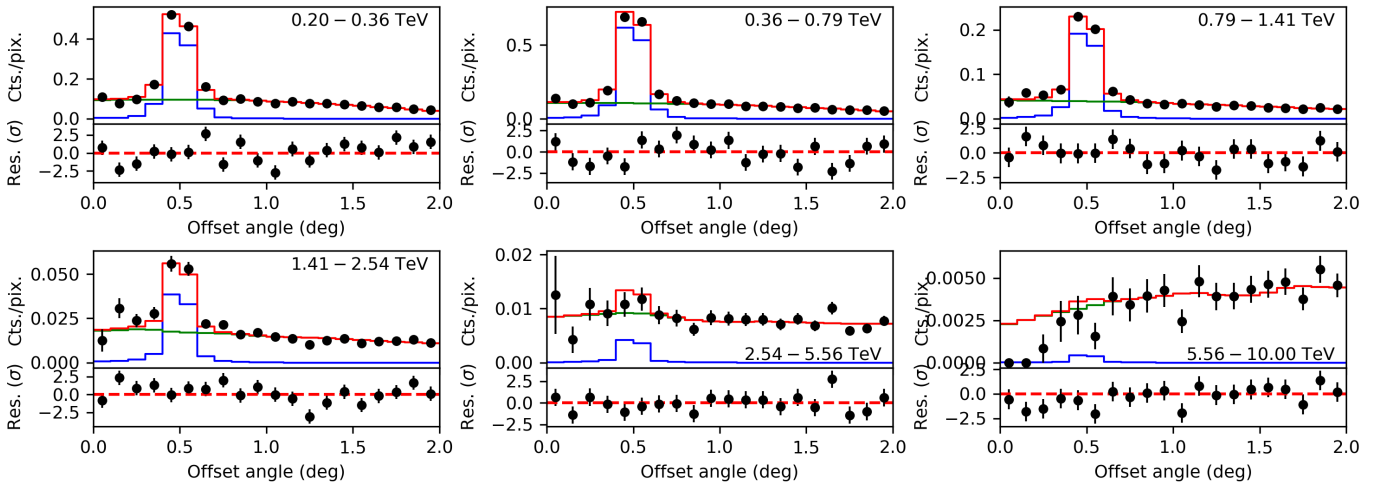 Cts./pix.
0.4
0.2
0.0
0.20 − 0.36 TeV
Res. (σ)
2.5
0.0
−2.5
0.0 0.5 1.0 1.5 2.0
Offset angle (deg)
Cts./pix.
0.5
0.0
0.36 − 0.79 TeV
Res. (σ)
2.5
0.0
−2.5
0.0 0.5 1.0 1.5 2.0
Offset angle (deg)
Cts./pix.
0.2
0.1
0.0
0.79 − 1.41 TeV
Res. (σ)
2.5
0.0
−2.5
0.0 0.5 1.0 1.5 2.0
Offset angle (deg)
Cts./pix.
0.050
0.025
0.000
1.41 − 2.54 TeV
Res. (σ)
2.5
0.0
−2.5
0.0 0.5 1.0 1.5 2.0
Offset angle (deg)
Cts./pix.
0.02
0.01
0.00
2.54 − 5.56 TeV
Res. (σ)
2.5
0.0
−2.5
0.0 0.5 1.0 1.5 2.0
Offset angle (deg)
Cts./pix.
0.0050
0.0025
0.0000
5.56 − 10.00 TeV
Res. (σ)
2.5
0.0
−2.5
0.0 0.5 1.0 1.5 2.0
Offset angle (deg)